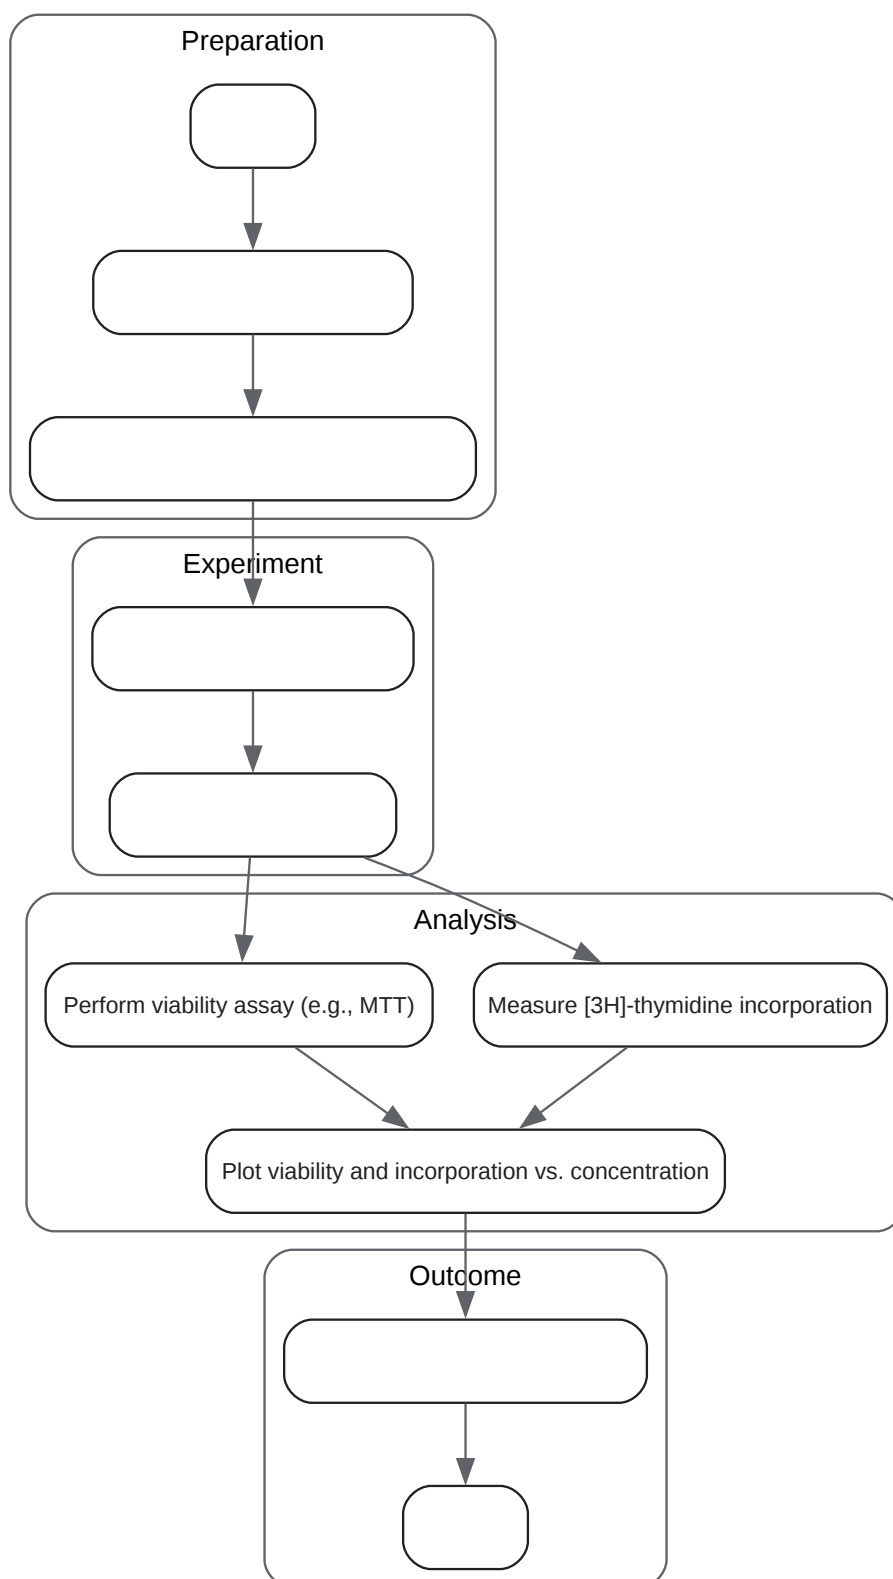 Preparation
Experiment
Analysis
Perform viability assay (e.g., MTT)
Measure [3H]-thymidine incorporation
Plot viability and incorporation vs. concentration
Outcome